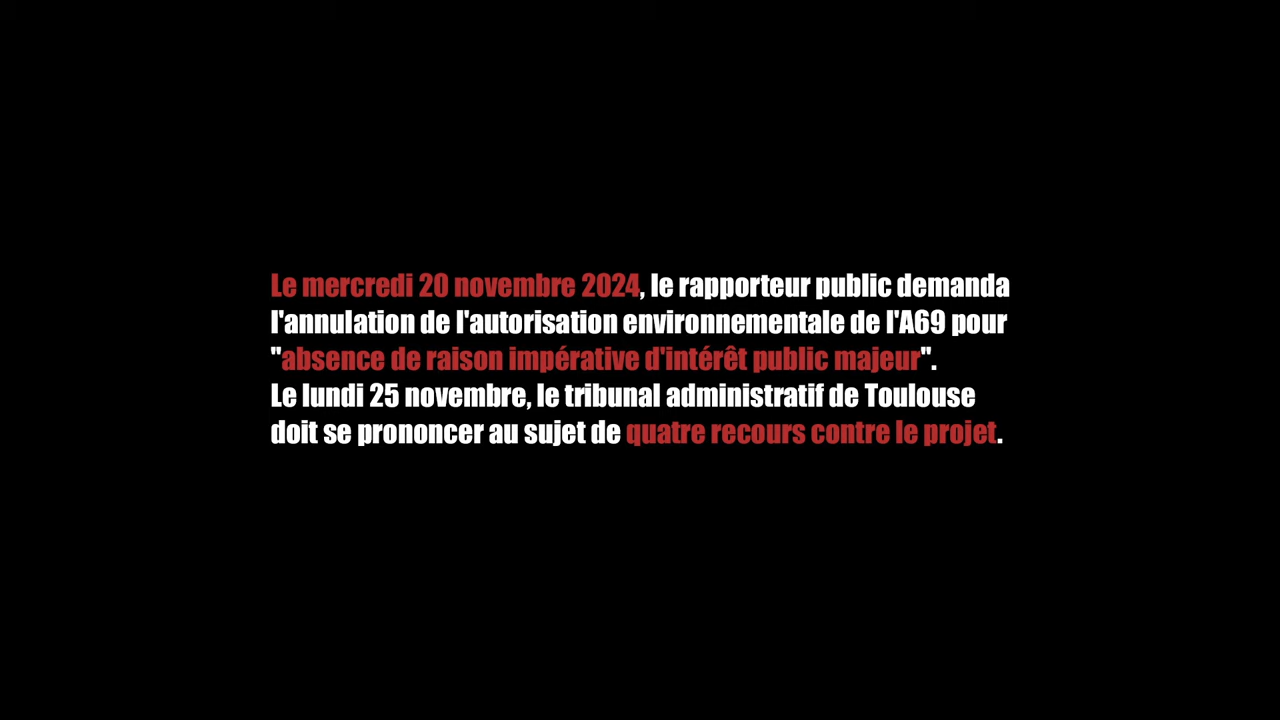 Le mercredi 20 novembre 2024, le rapporteur public demanda
l'annulation de l'autorisation environnementale de l'A69 pour
"absence de raison impérative d'intérêt public majeur".
Le lundi 25 novembre, le tribunal administratif de Toulouse
doit se prononcer au sujet de quatre recours contre le projet.